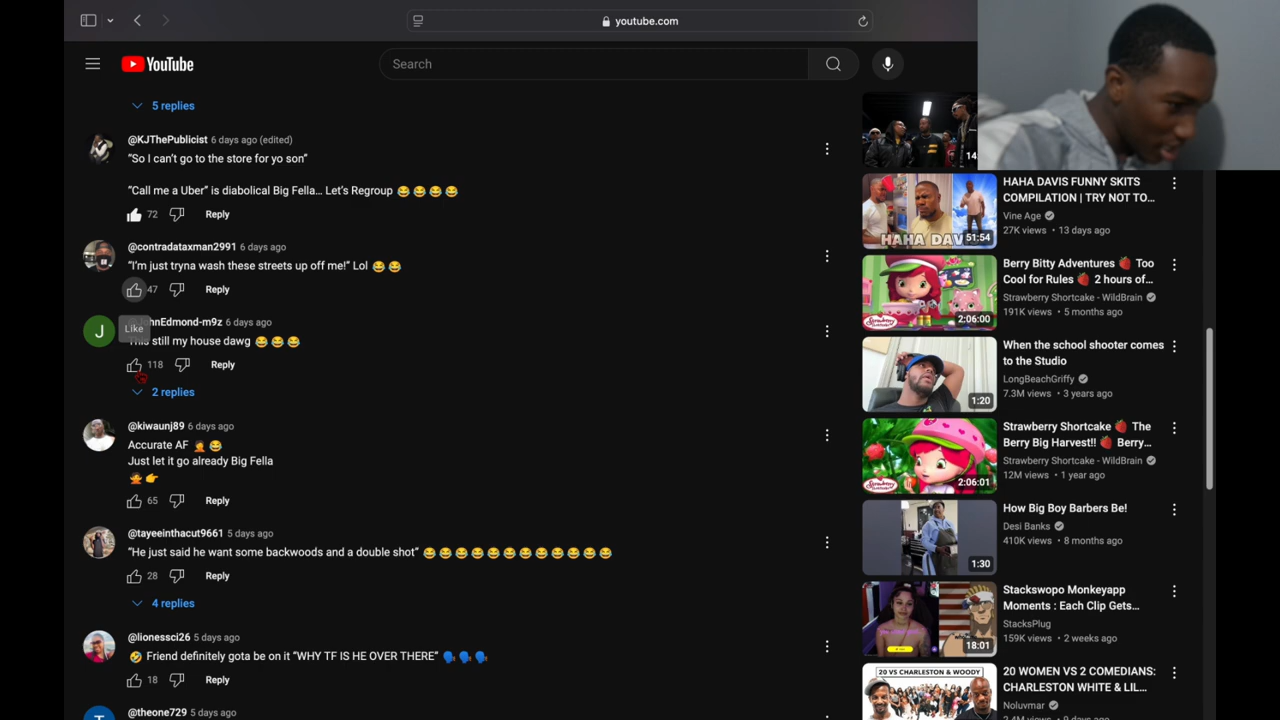 youtube.com
YouTube
Search
5 replies
@KJThePublicist 6 days ago (edited)
“So I can’t go to the store for yo son”
“Call me a Uber” is diabolical Big Fella… Let’s Regroup 😂 😂 😂 😂
72 Reply
@contradataxman2991 6 days ago
“I’m just tryna wash these streets up off me!” Lol 😂 😂
47 Reply
J
Like
6 days ago
still my house dawg 😂 😂 😂
118 Reply
2 replies
@kiwaunj89 6 days ago
Accurate AF 🤦 😂
Just let it go already Big Fella
🙅 👉
65 Reply
@tayeeinthacut9661 5 days ago
“He just said he want some backwoods and a double shot” 😂 😂 😂 😂 😂 😂 😂 😂 😂 😂 😂 😂
28 Reply
4 replies
@lionessci26 5 days ago
🤣 Friend definitely gota be on it “WHY TF IS HE OVER THERE” 🗣 🗣 🗣
18 Reply
@theone729 5 days ago
14
HAHA DAVIS FUNNY SKITS
COMPILATION | TRY NOT TO...
Vine Age
27K views • 13 days ago
51:54
Berry Bitty Adventures 🍓 Too
Cool for Rules 🍓 2 hours of...
Strawberry Shortcake - WildBrain
191K views • 5 months ago
2:06:00
When the school shooter comes
to the Studio
LongBeachGriffy
7.3M views • 3 years ago
1:20
Strawberry Shortcake 🍓 The
Berry Big Harvest!! 🍓 Berry...
Strawberry Shortcake - WildBrain
12M views • 1 year ago
2:06:01
How Big Boy Barbers Be!
Desi Banks
410K views • 8 months ago
1:30
Stackswopo Monkeyapp
Moments : Each Clip Gets...
StacksPlug
159K views • 2 weeks ago
18:01
20 VS CHARLESTON & WOODY
20 WOMEN VS 2 COMEDIANS:
CHARLESTON WHITE & LIL...
Noluvmar